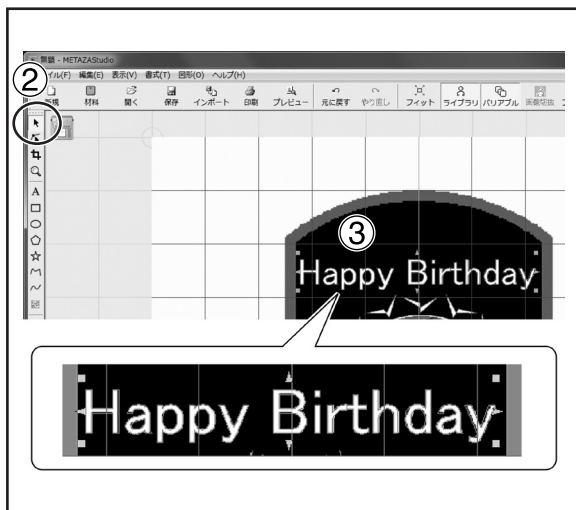 無題 - METAZAStudio
②
イル(F) 編集(E) 表示(V) 書式(T) 図形(O) ヘルプ(H)
新規 材料 開く 保存 インポート 印刷 プレビュー 元に戻す やり直し フィット ライブラリ バリアブル 画像切抜
A
③
Happy Birthday
Happy Birthday